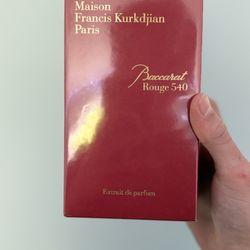 Maison
Francis Kurkdjian
Paris
Baccarat
Rouge 540
Extrait de parfum